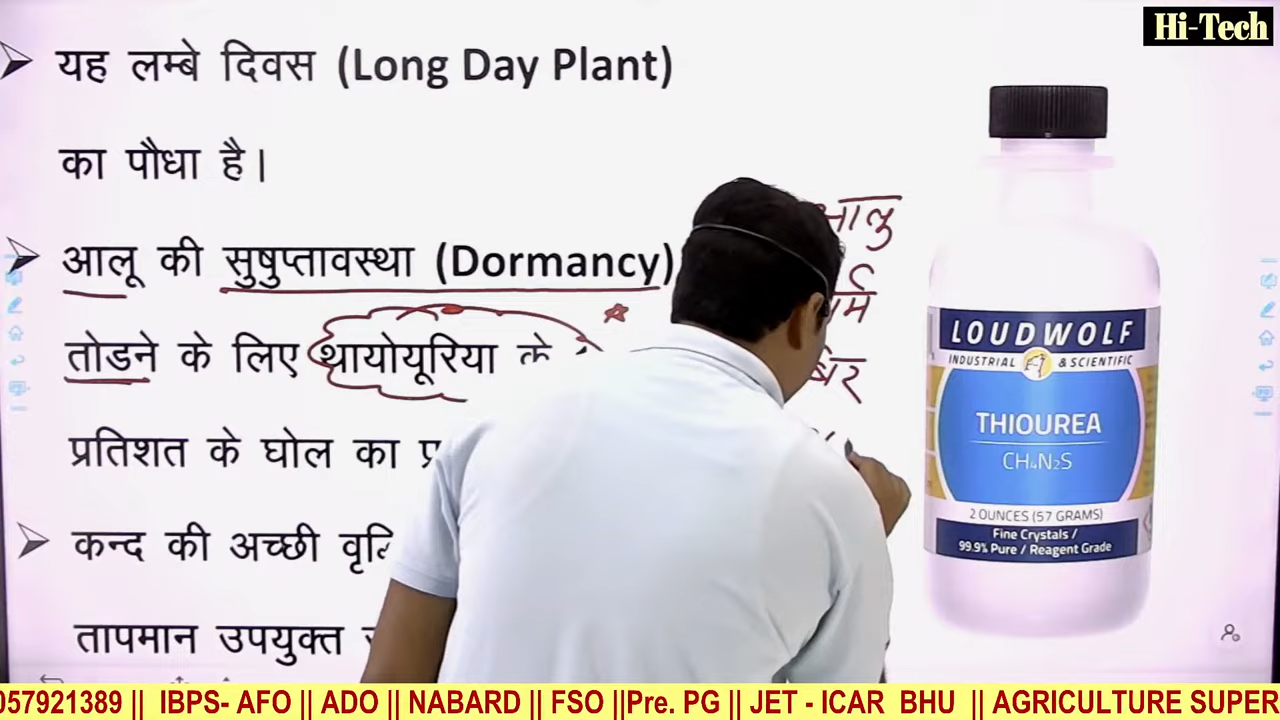 Hi-Tech
यह लम्बे दिवस (Long Day Plant)
का पौधा है।
आलू की सुषुप्तावस्था (Dormancy)
तोडने के लिए थायोयूरिया के
प्रतिशत के घोल का
कन्द की अच्छी
तापमान उपयुक्त
आलु
LOUDWOLF
INDUSTRIAL & SCIENTIFIC
THIOUREA
CH₄N₂S
2 OUNCES (57 GRAMS)
Fine Crystals /
99.9% Pure / Reagent Grade
057921389 || IBPS- AFO || ADO || NABARD || FSO ||Pre. PG || JET - ICAR BHU || AGRICULTURE SUPER